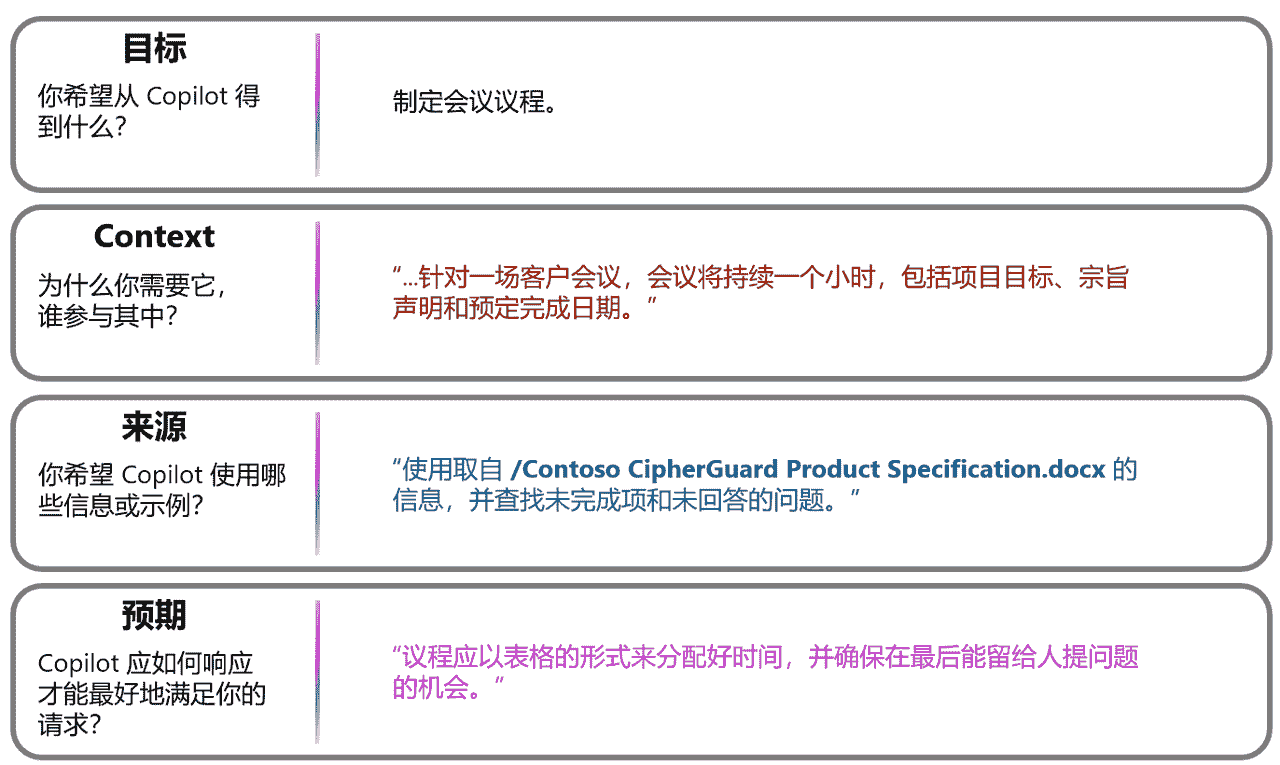 目标
你希望从 Copilot 得
到什么？
制定会议议程。
Context
为什么你需要它，
谁参与其中？
“...针对一场客户会议，会议将持续一个小时，包括项目目标、宗旨
声明和预定完成日期。”
来源
你希望 Copilot 使用哪
些信息或示例？
“使用取自 /Contoso CipherGuard Product Specification.docx 的
信息，并查找未完成项和未回答的问题。”
预期
Copilot 应如何响应
才能最好地满足你的
请求？
“议程应以表格的形式来分配好时间，并确保在最后能留给人提问题
的机会。”